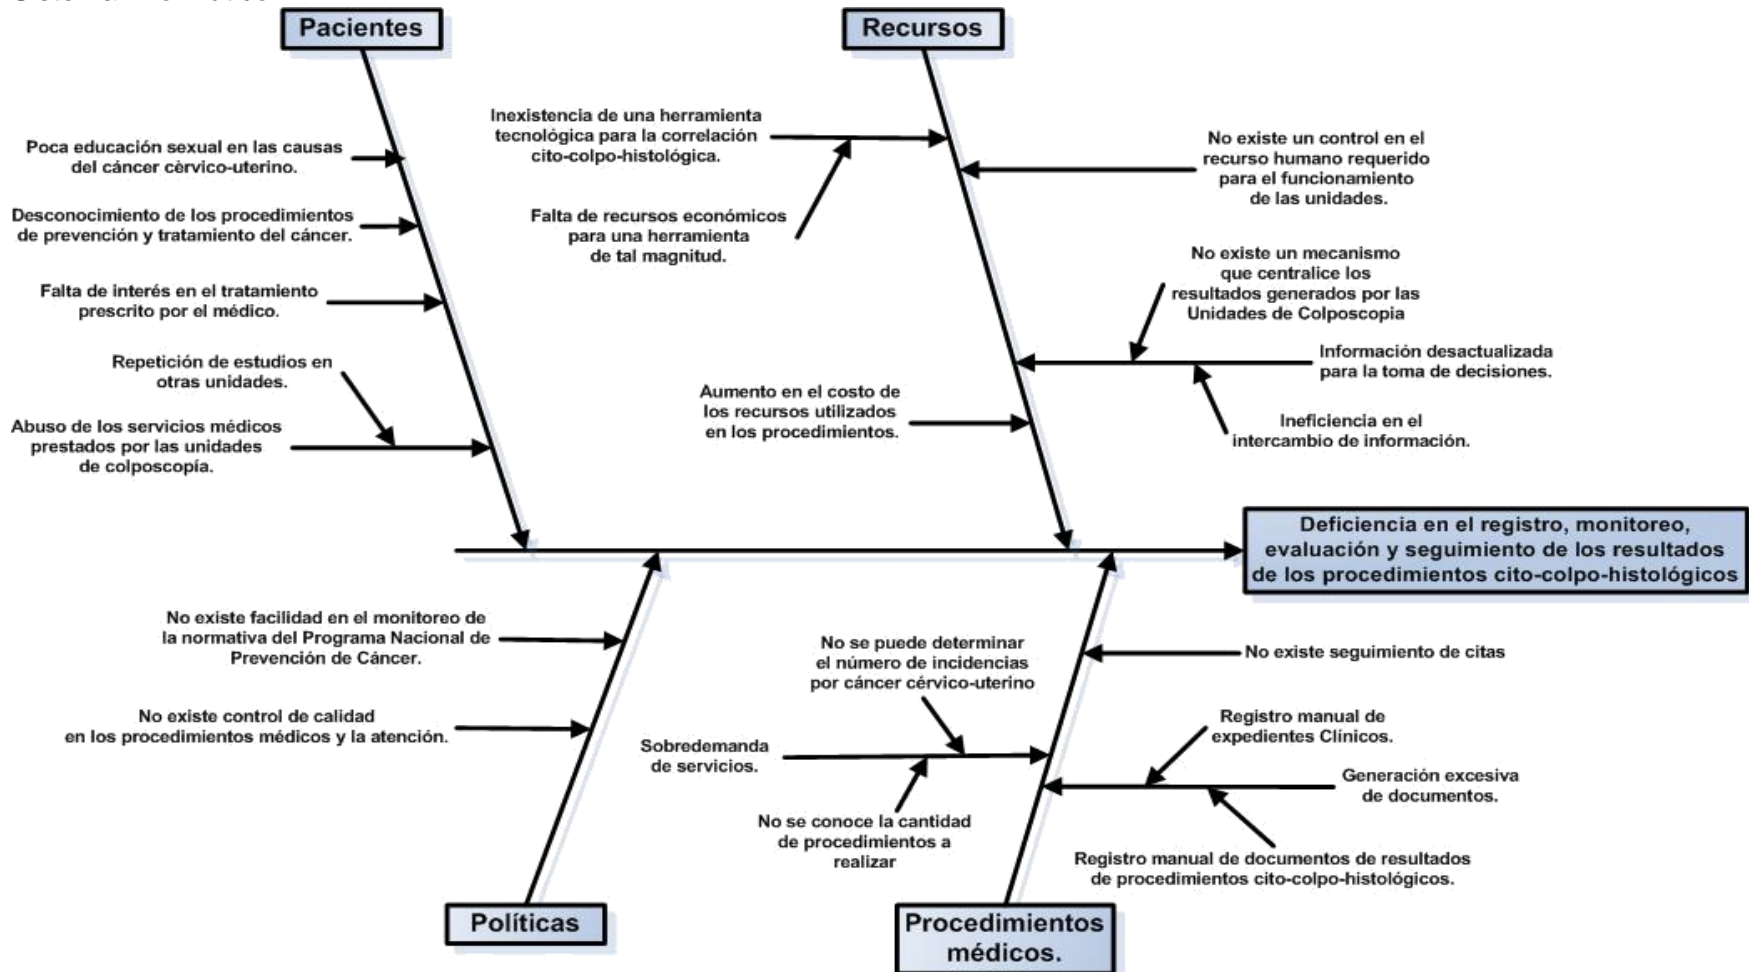 Pacientes
Recursos
Poca educación sexual en las causas
del cáncer cèrvico-uterino.
Desconocimiento de los procedimientos
de prevención y tratamiento del cáncer.
Falta de interés en el tratamiento
prescrito por el médico.
Repetición de estudios en
otras unidades.
Abuso de los servicios médicos
prestados por las unidades
de colposcopía.
Inexistencia de una herramienta
tecnológica para la correlación
cito-colpo-histológica.
Falta de recursos económicos
para una herramienta
de tal magnitud.
No existe un control en el
recurso humano requerido
para el funcionamiento
de las unidades.
No existe un mecanismo
que centralice los
resultados generados por las
Unidades de Colposcopia
Información desactualizada
para la toma de decisiones.
Ineficiencia en el
intercambio de información.
Aumento en el costo de
los recursos utilizados
en los procedimientos.
Deficiencia en el registro, monitoreo,
evaluación y seguimiento de los resultados
de los procedimientos cito-colpo-histológicos
No existe facilidad en el monitoreo de
la normativa del Programa Nacional de
Prevención de Cáncer.
No existe control de calidad
en los procedimientos médicos y la atención.
No se puede determinar
el número de incidencias
por cáncer cérvico-uterino
Sobredemanda
de servicios.
No se conoce la cantidad
de procedimientos a
realizar
No existe seguimiento de citas
Registro manual de
expedientes Clínicos.
Generación excesiva
de documentos.
Registro manual de documentos de resultados
de procedimientos cito-colpo-histológicos.
Políticas
Procedimientos
médicos.